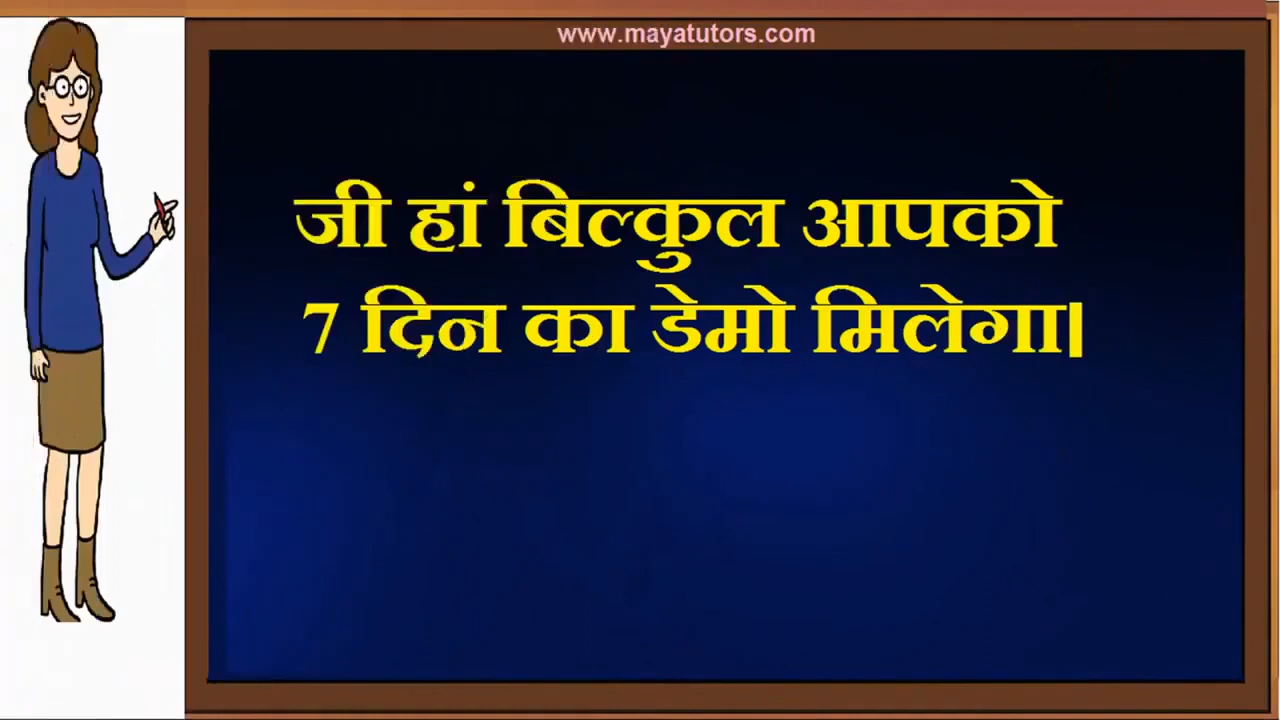 www.mayatutors.com
जी हां बिल्कुल आपको
7 दिन का डेमो मिलेगा।